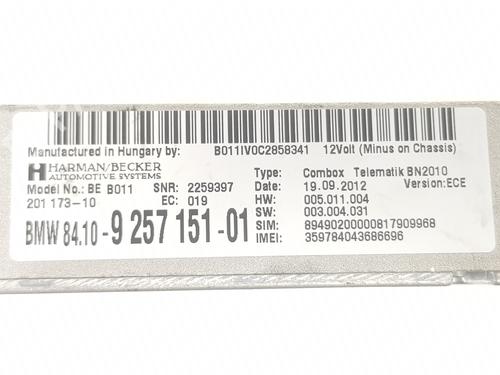 Manufactured in Hungary by: B011IV0C2858341 12Volt (Minus on Chassis)
HARMAN/BECKER
AUTOMOTIVE SYSTEMS
Type: Combox Telematik BN2010
Model No.: BE B011 SNR: 2259397 Date: 19.09.2012 Version:ECE
201 173-10 EC: 019 HW: 005.011.004
SW: 003.004.031
BMW 84.10-9 257 151-01 SIM: 89490200000817909968
IMEI: 359784043686696